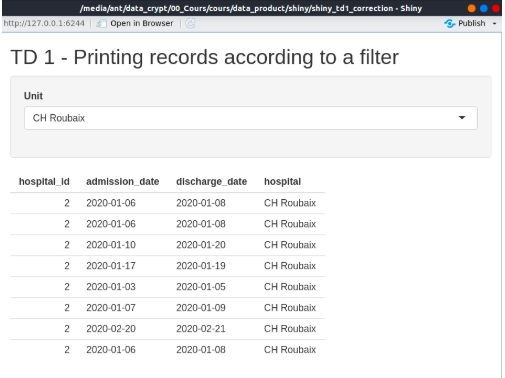 /media/ant/data_crypt/00_Cours/cours/data_product/shiny/shiny_td1_correction - Shiny
http://127.0.0.1:6244 Open in Browser Publish
TD 1 - Printing records according to a filter
Unit
CH Roubaix
hospital_id admission_date discharge_date hospital
2 2020-01-06 2020-01-08 CH Roubaix
2 2020-01-06 2020-01-08 CH Roubaix
2 2020-01-10 2020-01-20 CH Roubaix
2 2020-01-17 2020-01-19 CH Roubaix
2 2020-01-03 2020-01-05 CH Roubaix
2 2020-01-07 2020-01-09 CH Roubaix
2 2020-02-20 2020-02-21 CH Roubaix
2 2020-01-06 2020-01-08 CH Roubaix